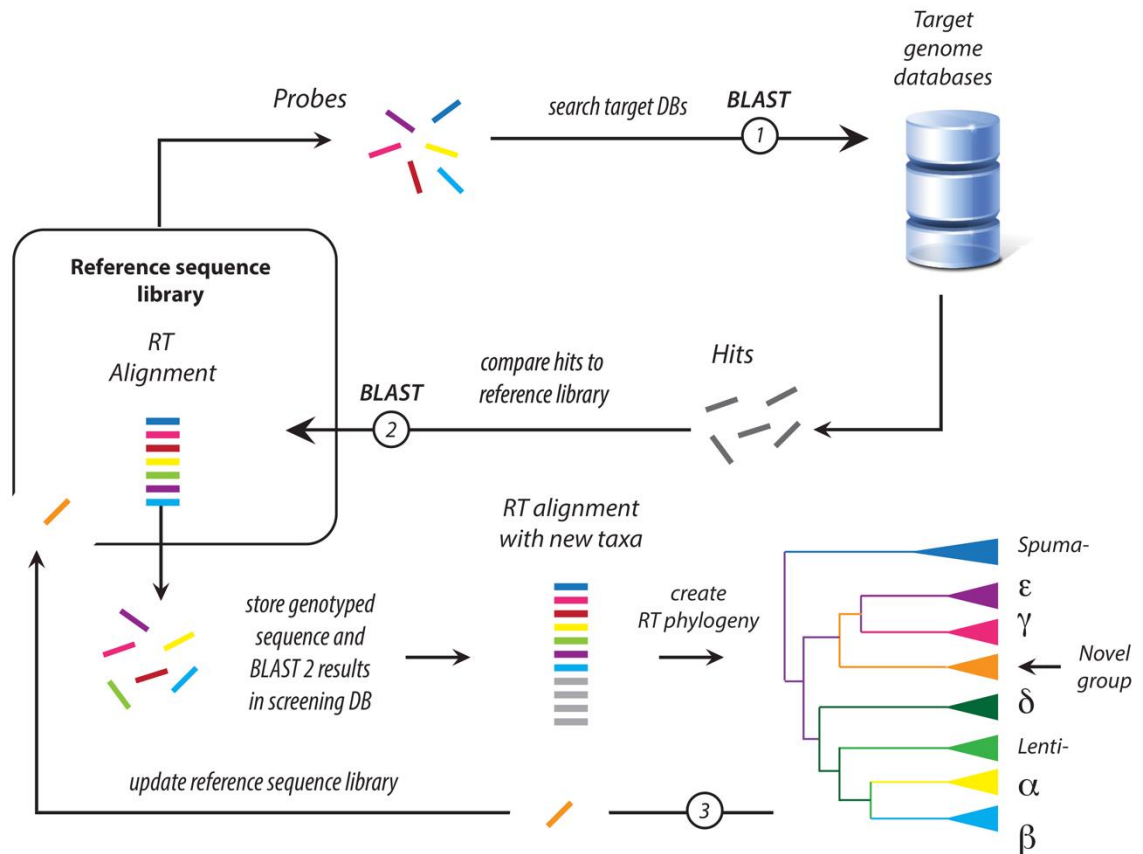 Target
genome
databases
Probes
search target DBs
BLAST
1
Reference sequence
library
RT
Alignment
compare hits to
reference library
BLAST
2
Hits
RT alignment
with new taxa
store genotyped
sequence and
BLAST 2 results
in screening DB
create
RT phylogeny
Spuma-
ε
γ
Novel
group
δ
Lenti-
α
β
update reference sequence library
3